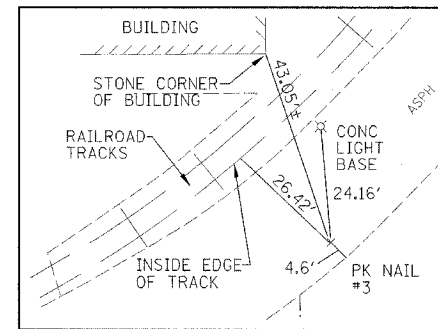 BUILDING
STONE CORNER
OF BUILDING
43.05'±
RAILROAD
TRACKS
CONC
LIGHT
BASE
ASPH
26.42'
24.16'
INSIDE EDGE
OF TRACK
4.6'
PK NAIL
#3